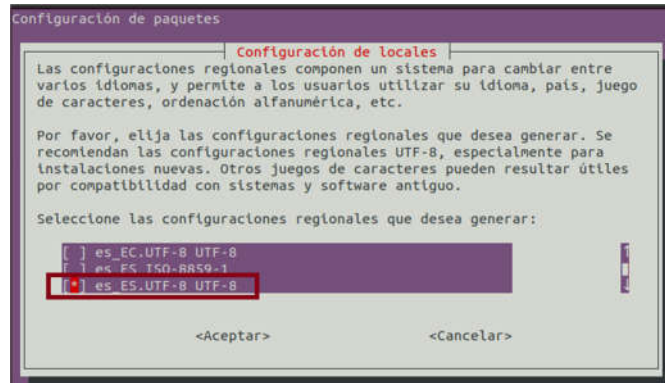 Configuración de paquetes
Configuración de locales
Las configuraciones regionales componen un sistema para cambiar entre
varios idiomas, y permite a los usuarios utilizar su idioma, país, juego
de caracteres, ordenación alfanumérica, etc.
Por favor, elija las configuraciones regionales que desea generar. Se
recomiendan las configuraciones regionales UTF-8, especialmente para
instalaciones nuevas. Otros juegos de caracteres pueden resultar útiles
por compatibilidad con sistemas y software antiguo.
Seleccione las configuraciones regionales que desea generar:
[ ] es_EC.UTF-8 UTF-8
[ ] es_ES ISO-8859-1
[*] es_ES.UTF-8 UTF-8
<Aceptar> <Cancelar>